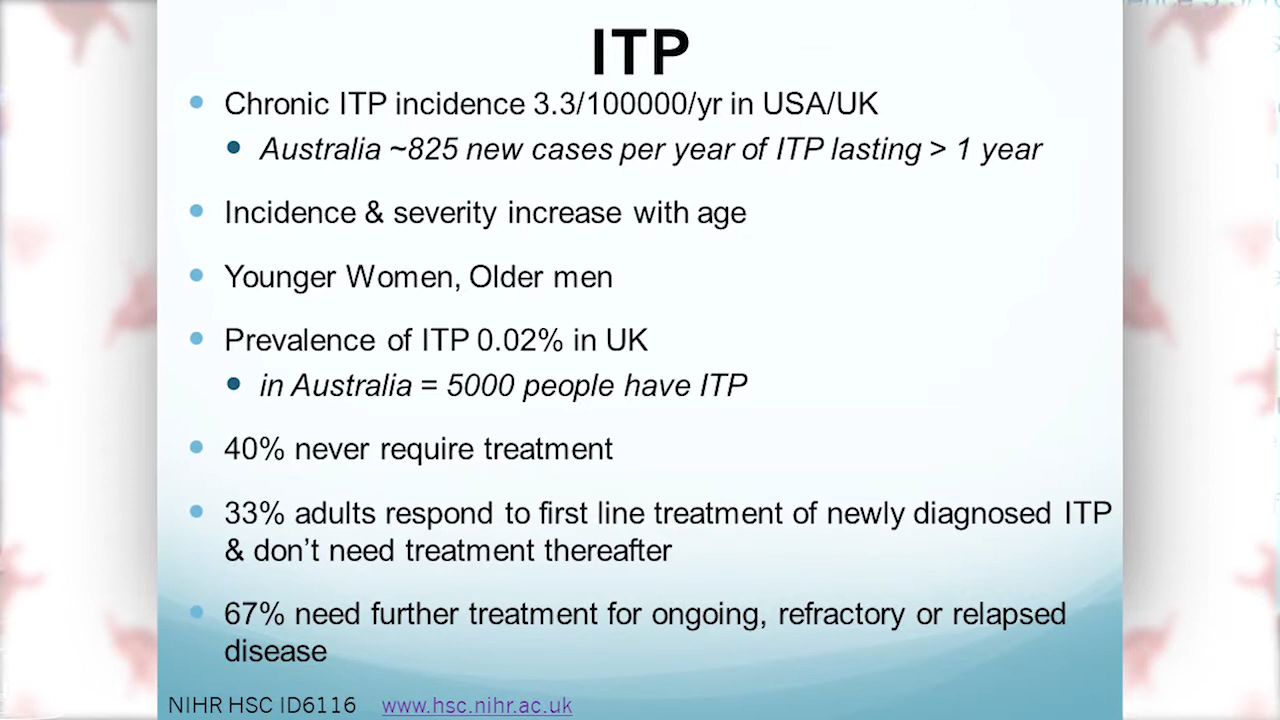 ITP
Chronic ITP incidence 3.3/100000/yr in USA/UK
Australia ~825 new cases per year of ITP lasting > 1 year
Incidence & severity increase with age
Younger Women, Older men
Prevalence of ITP 0.02% in UK
in Australia = 5000 people have ITP
40% never require treatment
33% adults respond to first line treatment of newly diagnosed ITP
& don't need treatment thereafter
67% need further treatment for ongoing, refractory or relapsed
disease
NIHR HSC ID6116 www.hsc.nihr.ac.uk